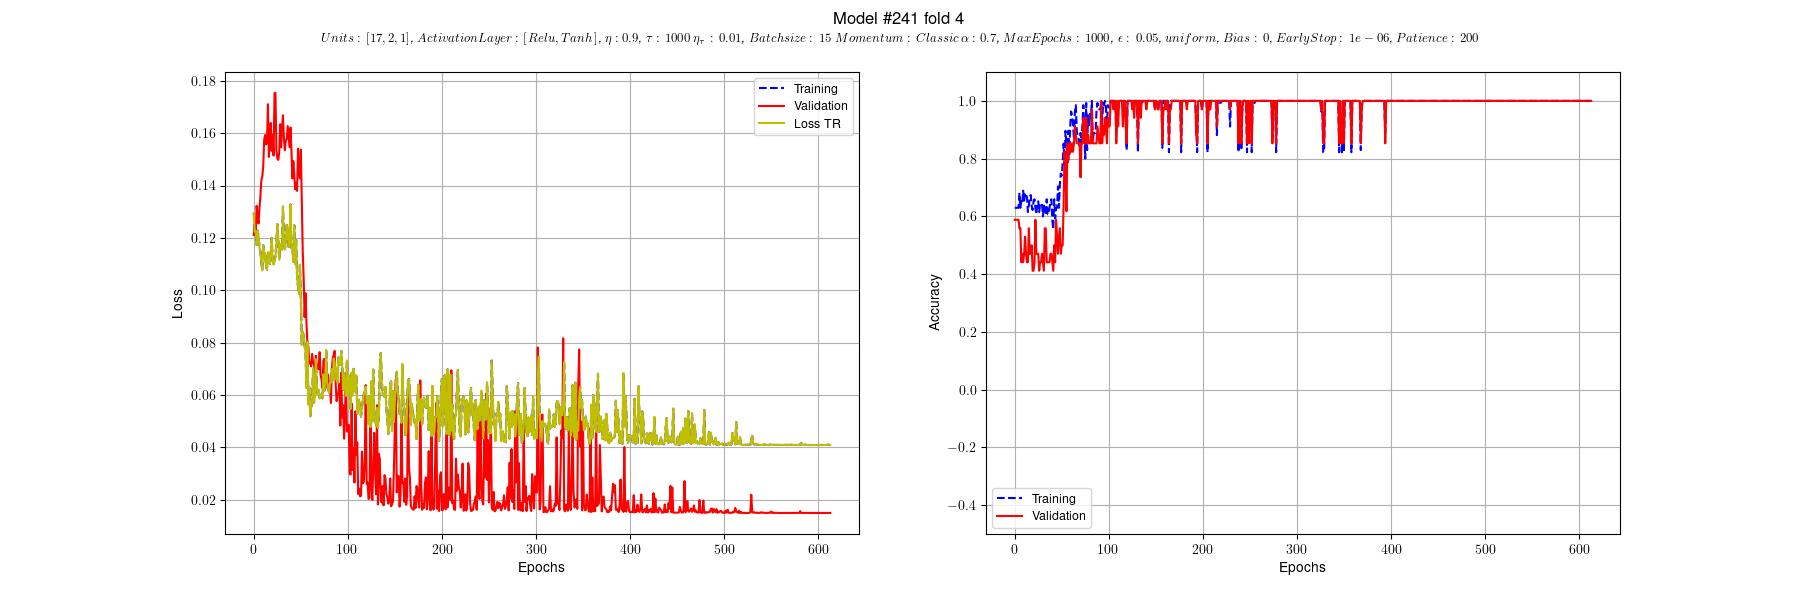 Model #241 fold 4
Units : [17, 2, 1], ActivationLayer : [Relu, Tanh], η : 0.9, τ : 1000 η_τ : 0.01, Batchsize : 15 Momentum : Classic α : 0.7, MaxEpochs : 1000, ϵ : 0.05, uniform, Bias : 0, EarlyStop : 1e − 06, Patience : 200
0.18
0.16
0.14
0.12
0.10
0.08
0.06
0.04
0.02
Loss
Training
Validation
Loss TR
0 100 200 300 400 500 600
Epochs
1.0
0.8
0.6
0.4
0.2
0.0
−0.2
−0.4
Accuracy
Training
Validation
0 100 200 300 400 500 600
Epochs